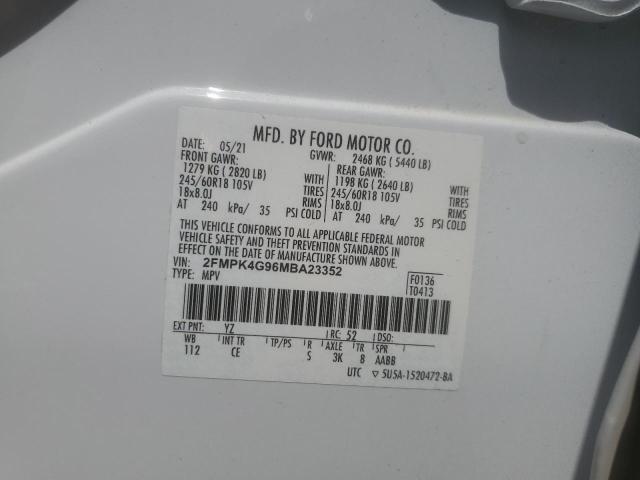 MFD. BY FORD MOTOR CO.
DATE: 05/21 GVWR: 2468 KG ( 5440 LB)
FRONT GAWR: REAR GAWR:
1279 KG ( 2820 LB) WITH 1198 KG ( 2640 LB) WITH
245/60R18 105V TIRES 245/60R18 105V TIRES
18x8.0J RIMS 18x8.0J RIMS
AT 240 kPa/ 35 PSI COLD AT 240 kPa/ 35 PSI COLD
THIS VEHICLE CONFORMS TO ALL APPLICABLE FEDERAL MOTOR
VEHICLE SAFETY AND THEFT PREVENTION STANDARDS IN
EFFECT ON THE DATE OF MANUFACTURE SHOWN ABOVE.
VIN: 2FMPK4G96MBA23352 F0136
TYPE: MPV T0413
EXT PNT: YZ RC: 52 DSO:
WB INT TR TP/PS R AXLE TR SPR
112 CE S 3K 8 AABB
UTC ▽ 5U5A-1520472-BA